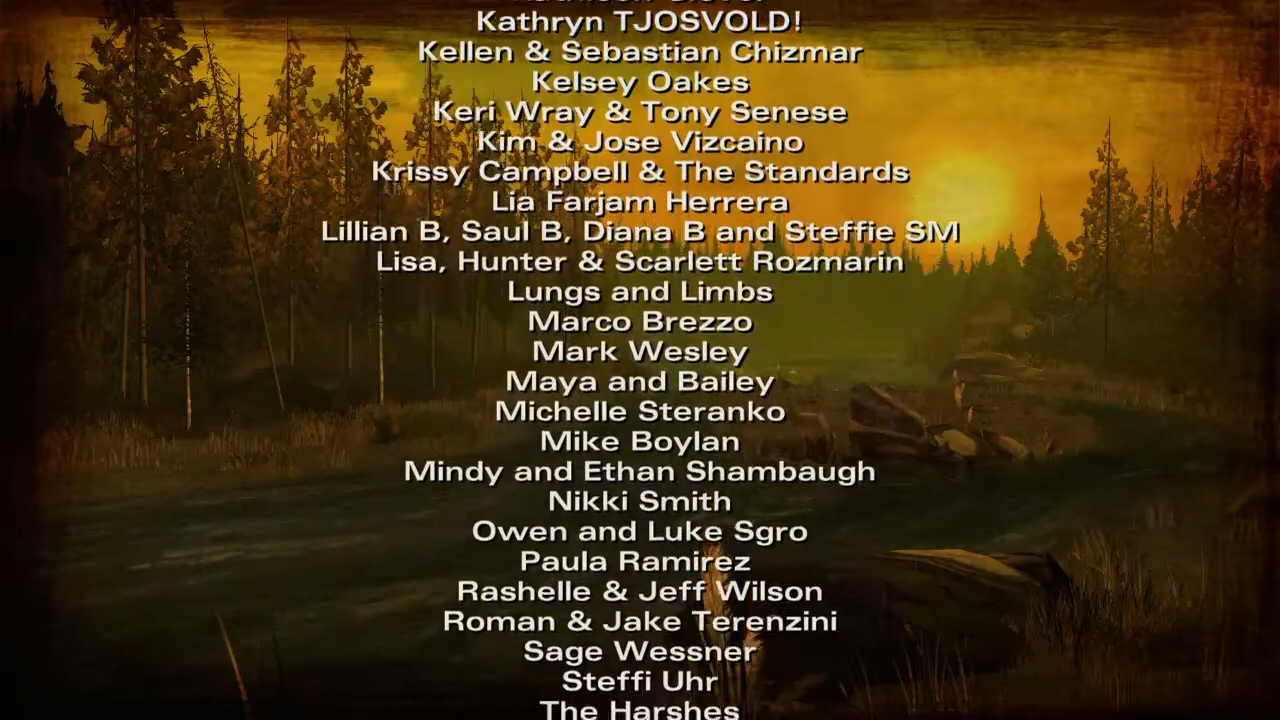 Kathryn TJOSVOLD!
Kellen & Sebastian Chizmar
Kelsey Oakes
Keri Wray & Tony Senese
Kim & Jose Vizcaino
Krissy Campbell & The Standards
Lia Farjam Herrera
Lillian B, Saul B, Diana B and Steffie SM
Lisa, Hunter & Scarlett Rozmarin
Lungs and Limbs
Marco Brezzo
Mark Wesley
Maya and Bailey
Michelle Steranko
Mike Boylan
Mindy and Ethan Shambaugh
Nikki Smith
Owen and Luke Sgro
Paula Ramirez
Rashelle & Jeff Wilson
Roman & Jake Terenzini
Sage Wessner
Steffi Uhr
The Harshes